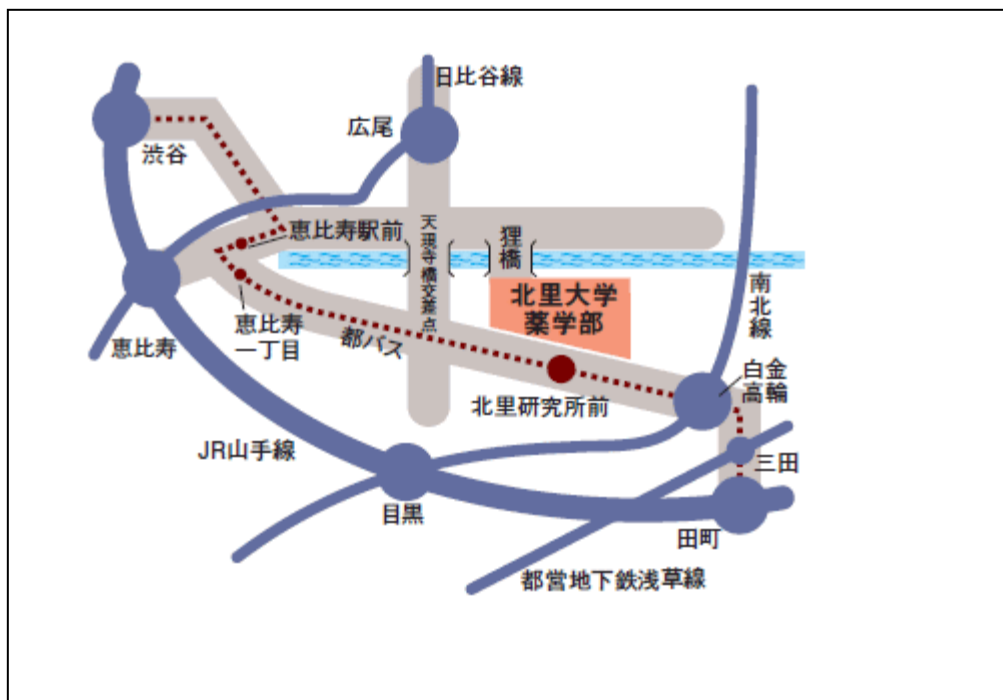 日比谷線
広尾
渋谷
天現寺橋交差点
狸橋
恵比寿駅前
南北線
北里大学
薬学部
恵比寿
一丁目
恵比寿
都バス
白金
高輪
北里研究所前
JR山手線
三田
目黒
田町
都営地下鉄浅草線